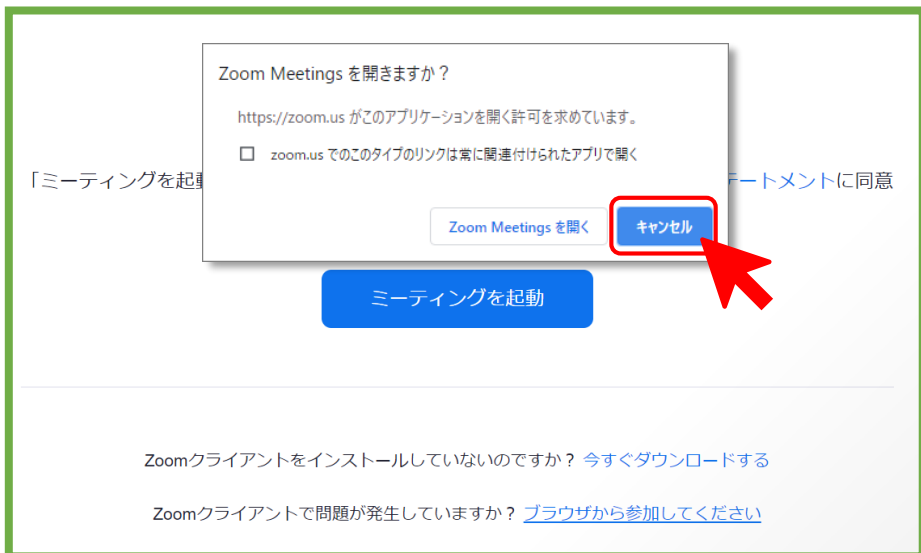 Zoom Meetings を開きますか？
https://zoom.us がこのアプリケーションを開く許可を求めています。
zoom.us でのこのタイプのリンクは常に関連付けられたアプリで開く
「ミーティングを起
テートメントに同意
Zoom Meetings を開く キャンセル
ミーティングを起動
Zoomクライアントをインストールしていないのですか？ 今すぐダウンロードする
Zoomクライアントで問題が発生していますか？ ブラウザから参加してください